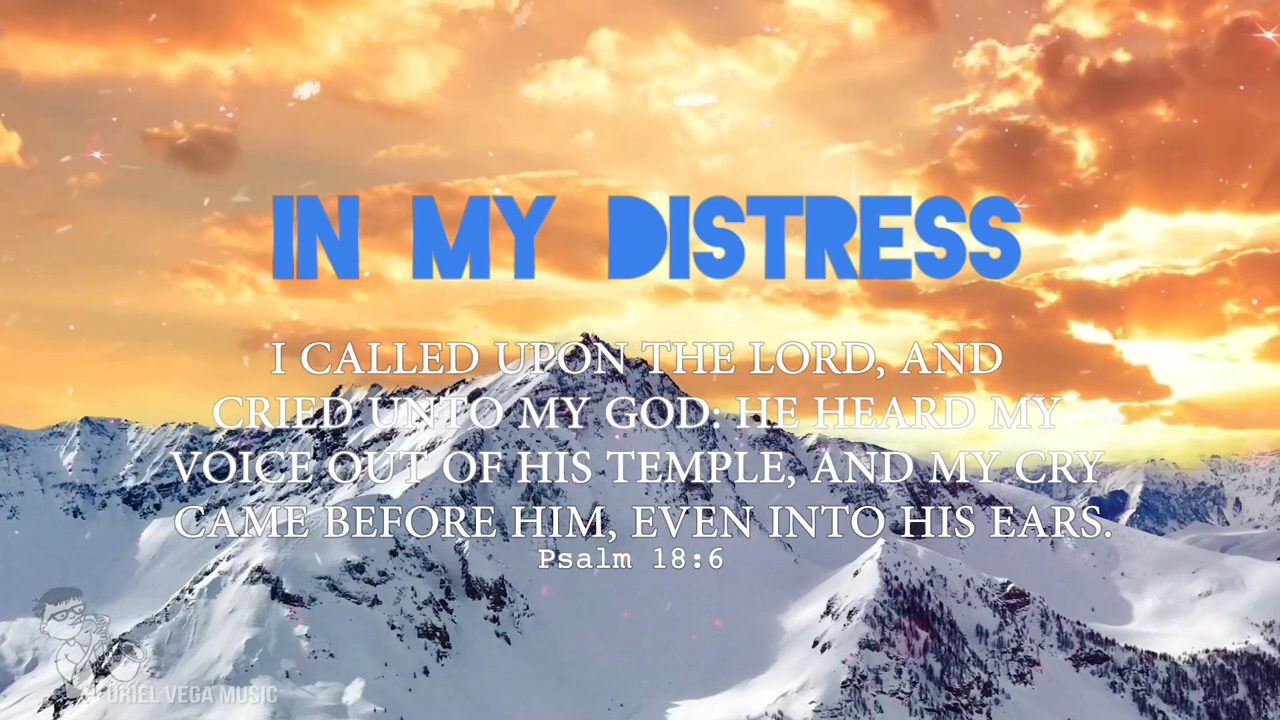 IN MY DISTRESS
I CALLED UPON THE LORD, AND
CRIED UNTO MY GOD: HE HEARD MY
VOICE OUT OF HIS TEMPLE, AND MY CRY
CAME BEFORE HIM, EVEN INTO HIS EARS.
Psalm 18:6
URIEL VEGA MUSIC